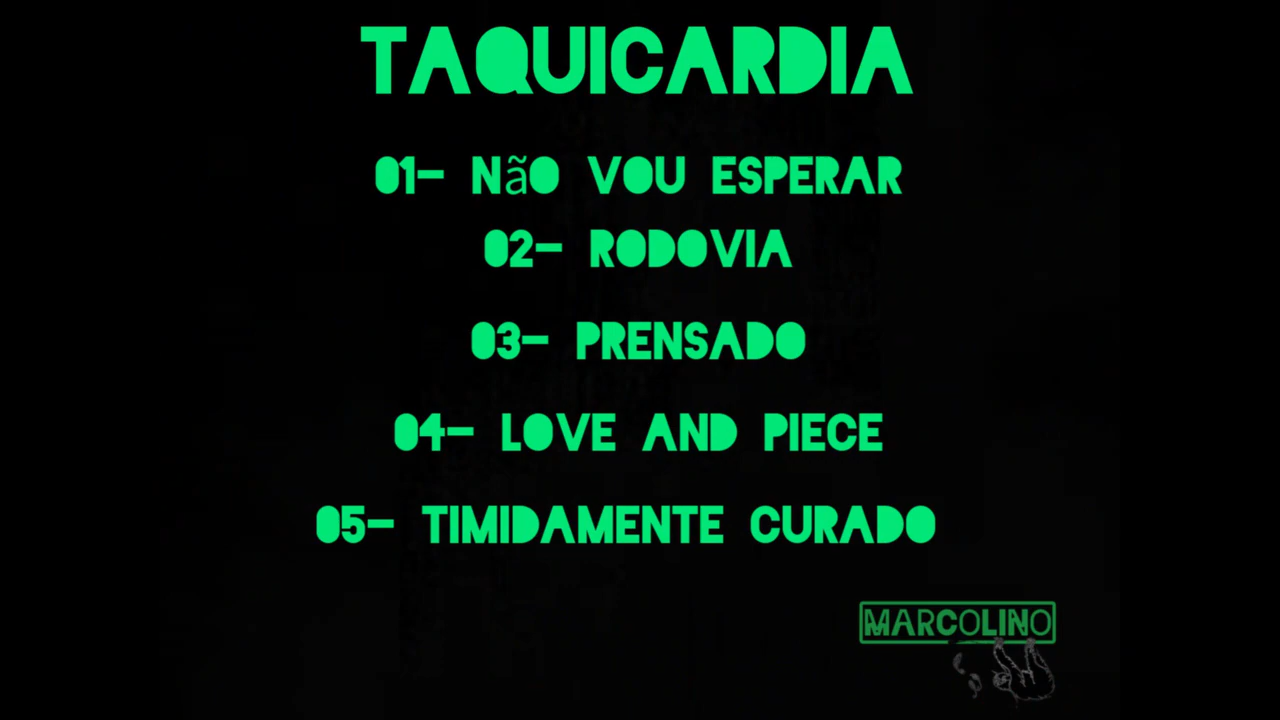 TAQUICARDIA
01- NãO VOU ESPERAR
02- RODOVIA
03- PRENSADO
04- LOVE AND PIECE
05- TIMIDAMENTE CURADO
MARCOLINO